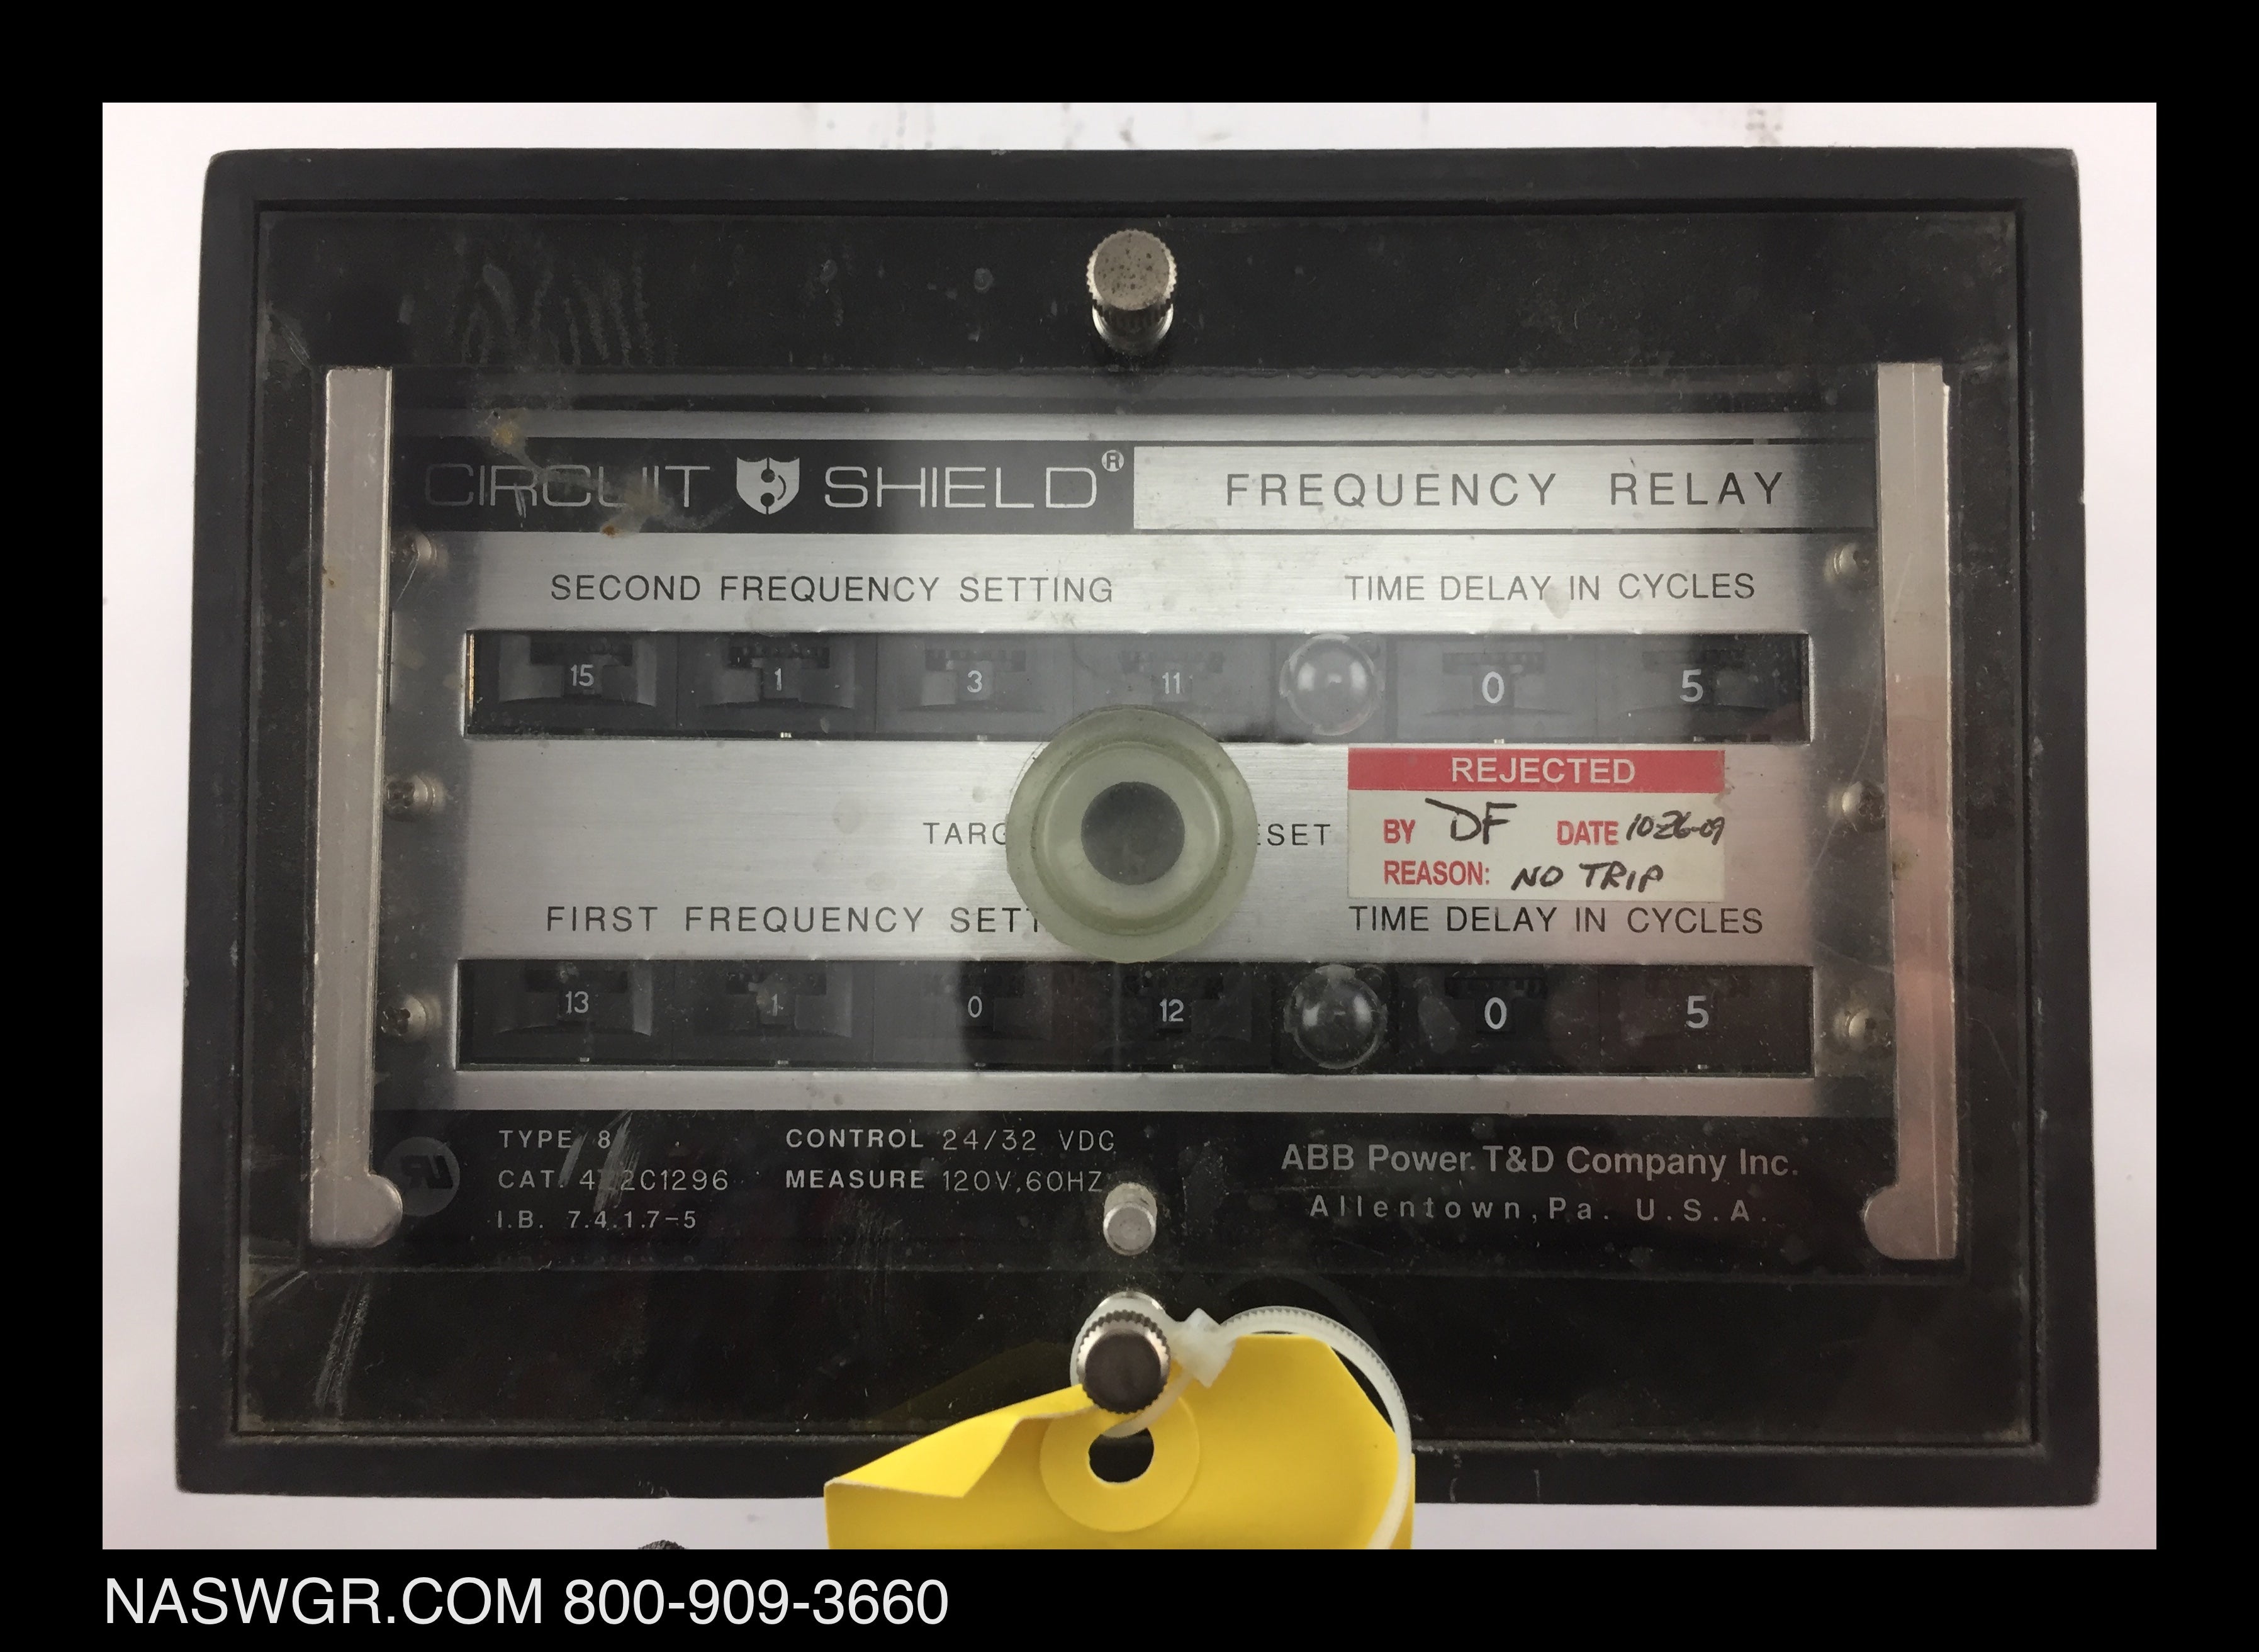 CIRCUIT SHIELD® FREQUENCY RELAY
SECOND FREQUENCY SETTING TIME DELAY IN CYCLES
15 1 3 11 0 5
REJECTED
BY DF DATE 10-26-09
REASON: NO TRIP
FIRST FREQUENCY TIME DELAY IN CYCLES
13 1 0 12 0 5
TYPE 8 CONTROL 24/32 VDC
CAT. MEASURE 120V,60HZ
I.B. 7.4.1.7-5
ABB Power T&D Company Inc.
Allentown, Pa. U.S.A.
NASWGR.COM 800-909-3660